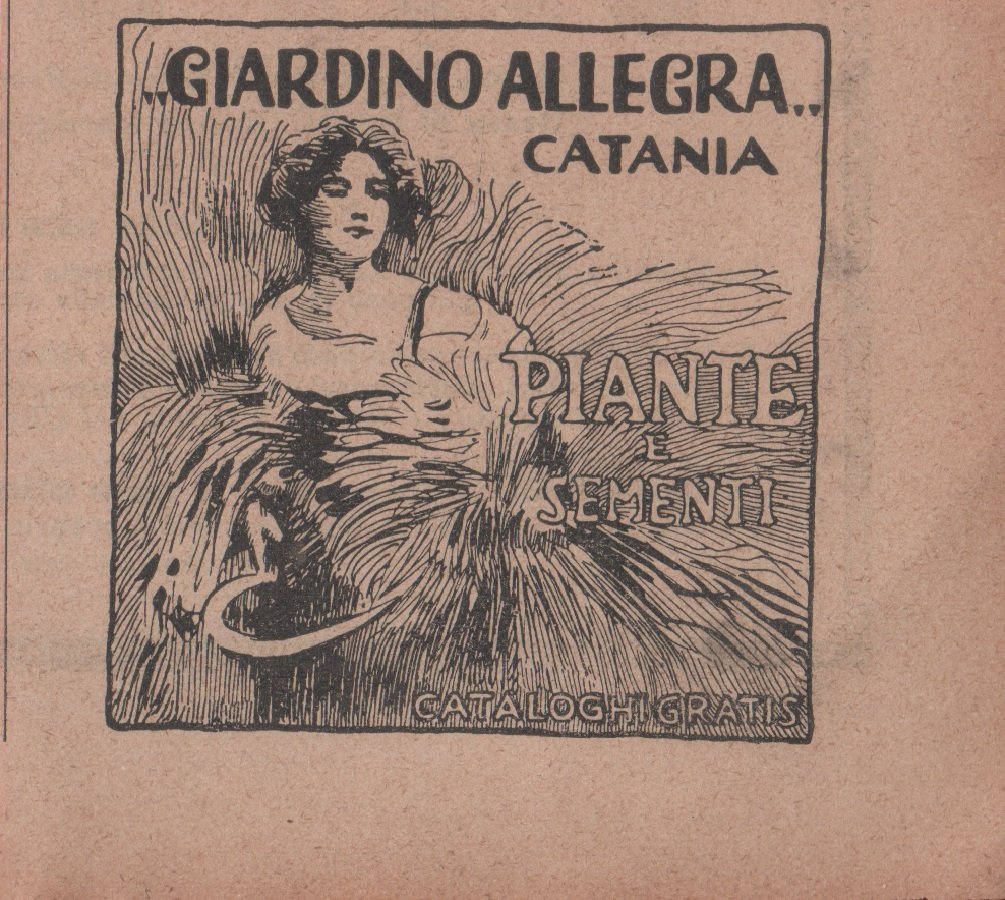 „GIARDINO ALLEGRA„
CATANIA
PIANTE
E
SEMENTI
CATALOGHI GRATIS